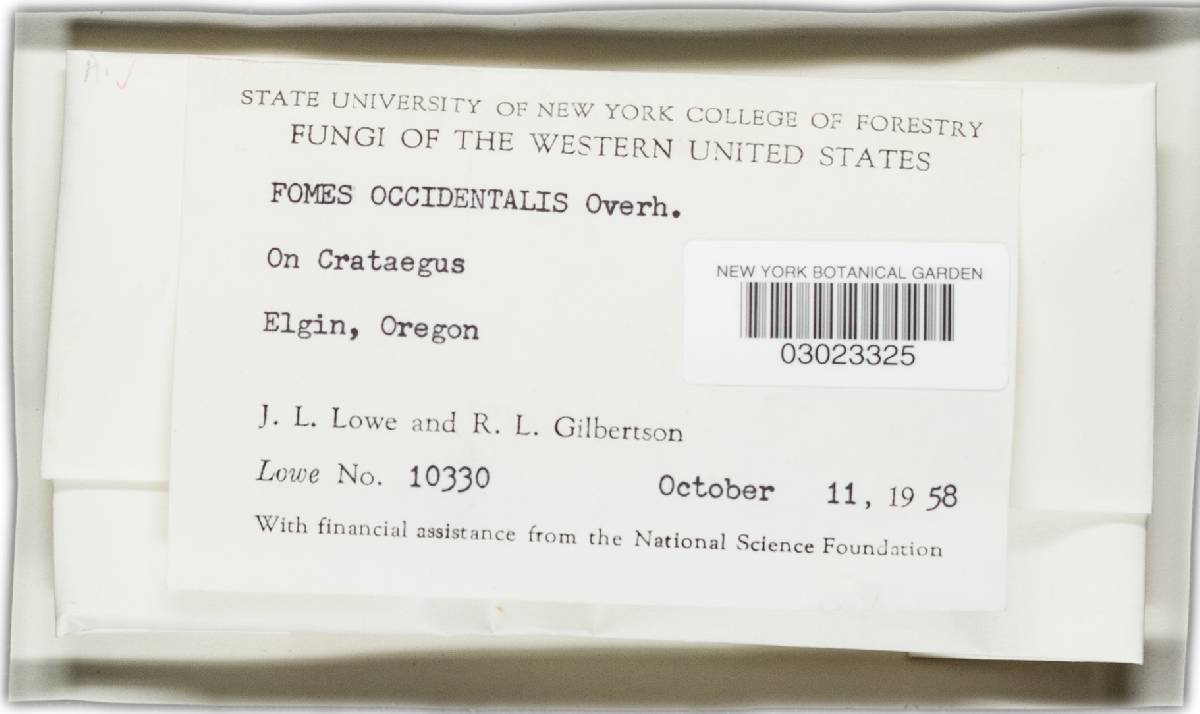 STATE UNIVERSITY OF NEW YORK COLLEGE OF FORESTRY
FUNGI OF THE WESTERN UNITED STATES
FOMES OCCIDENTALIS Overh.
On Crataegus
NEW YORK BOTANICAL GARDEN
03023325
Elgin, Oregon
J. L. Lowe and R. L. Gilbertson
Lowe No. 10330 October 11, 1958
With financial assistance from the National Science Foundation